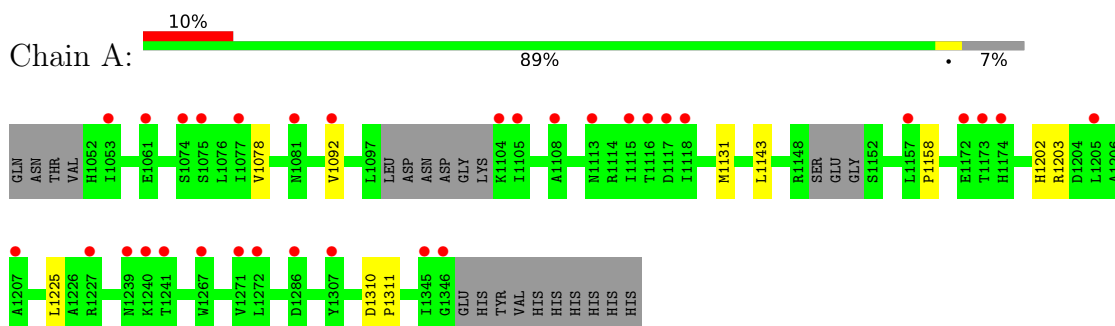 10%
Chain A:
89%
•
7%
GLN ASN THR VAL H1052 I1053 E1061 S1074 S1075 L1076 I1077 V1078 N1081 V1092 L1097 LEU ASP ASN ASP GLY LYS K1104 I1105 A1108 N1113 R1114 I1115 T1116 D1117 I1118 M1131 L1143 R1148 SER GLU GLY S1152 L1157 P1158 E1172 T1173 H1174 H1202 R1203 D1204 L1205 A1206
A1207 L1225 A1226 R1227 N1239 K1240 T1241 W1267 V1271 L1272 D1286 Y1307 D1310 P1311 I1345 G1346 GLU HIS TYR VAL HIS HIS HIS HIS HIS HIS